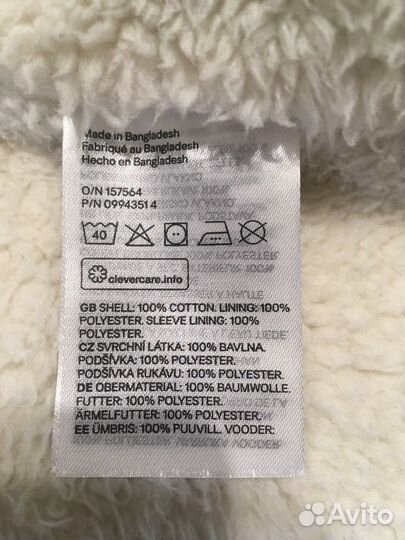 Made in Bangladesh
Fabriqué au Bangladesh
Hecho en Bangladesh
O/N 157564
P/N 0994351 4
40
clevercare.info
GB SHELL: 100% COTTON. LINING: 100%
POLYESTER. SLEEVE LINING: 100%
POLYESTER.
CZ SVRCHNÍ LÁTKA: 100% BAVLNA.
PODŠÍVKA: 100% POLYESTER.
PODŠÍVKA RUKÁVU: 100% POLYESTER.
DE OBERMATERIAL: 100% BAUMWOLLE.
FUTTER: 100% POLYESTER.
ÄRMELFUTTER: 100% POLYESTER.
EE ÜMBRIS: 100% PUUVILL. VOODER:
Avito